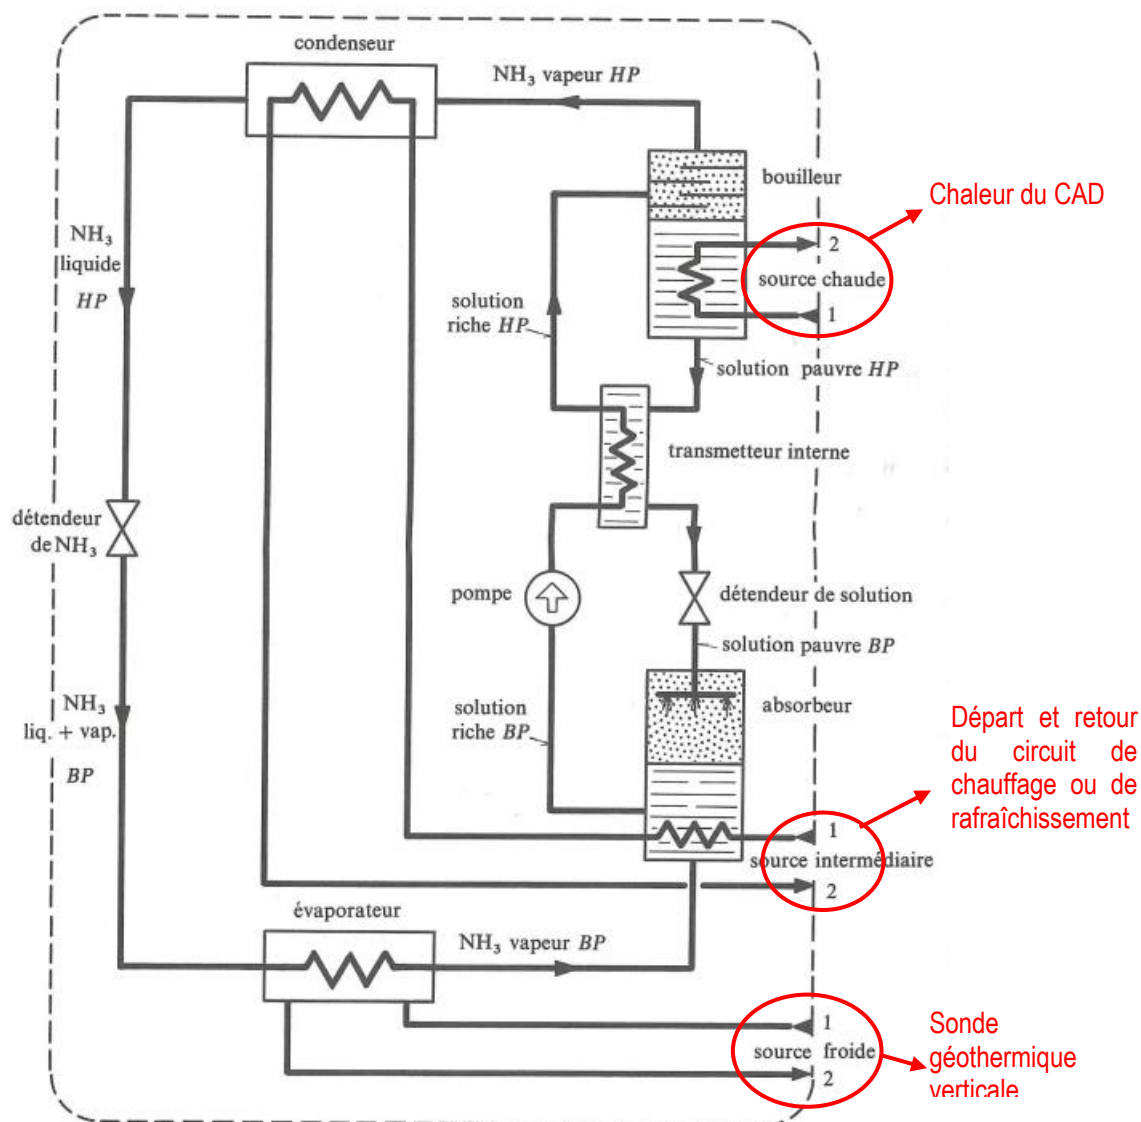 condenseur
NH3 vapeur HP
bouilleur
Chaleur du CAD
NH3
liquide
HP
2
source chaude
1
solution
riche HP
solution pauvre HP
transmetteur interne
détendeur
de NH3
pompe
détendeur de solution
solution pauvre BP
NH3
liq. + vap.
BP
solution
riche BP
absorbeur
Départ et retour
du circuit de
chauffage ou de
rafraîchissement
1
source intermédiaire
2
évaporateur
NH3 vapeur BP
1
source froide
2
Sonde
géothermique
verticale